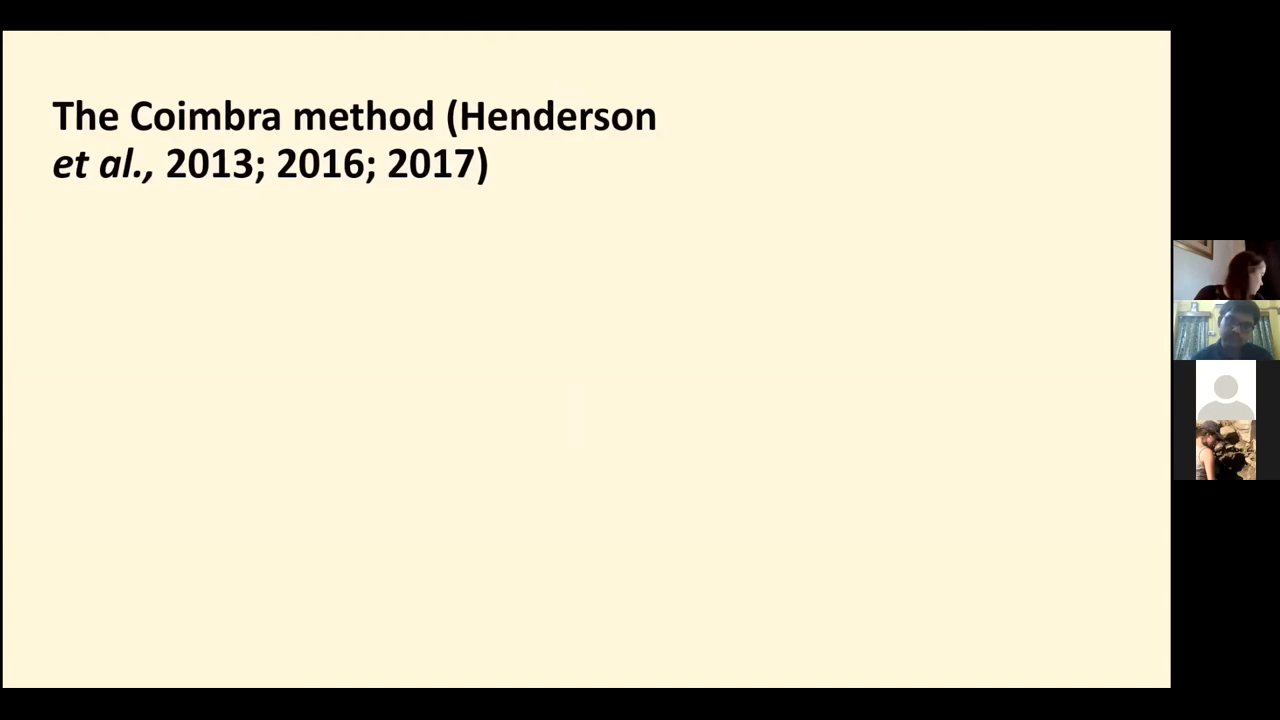 The Coimbra method (Henderson
et al., 2013; 2016; 2017)